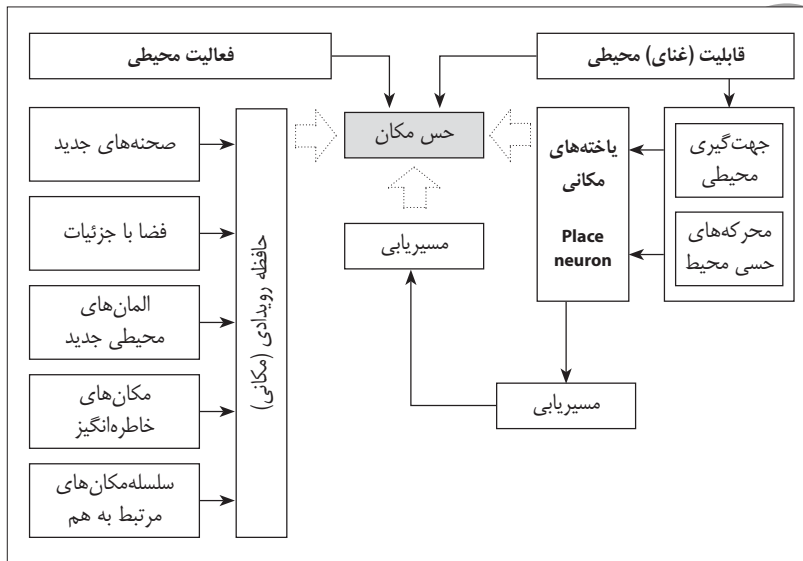 قابلیت (غنای) محیطی
فعالیت محیطی
جهت‌گیری
محیطی
محرکه‌های
حسی محیط
یاخته‌های
مکانی
Place
neuron
حس مکان
مسیریابی
مسیریابی
حافظه رویدادی (مکانی)
صحنه‌های جدید
فضا با جزئیات
المان‌های
محیطی جدید
مکان‌های
خاطره‌انگیز
سلسله‌مکان‌های
مرتبط به هم